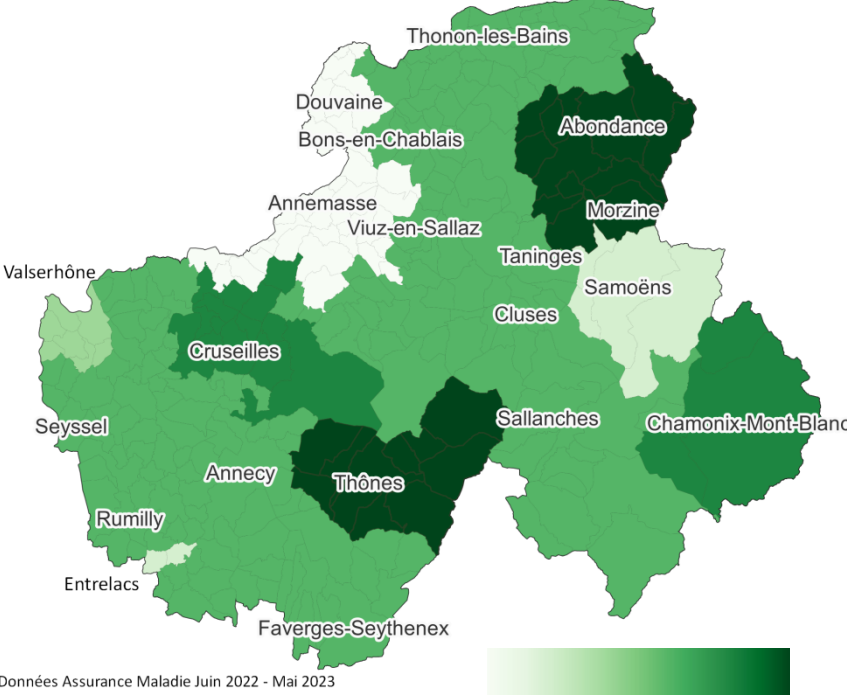 Thonon-les-Bains
Douvaine
Abondance
Bons-en-Chablais
Annemasse
Morzine
Viuz-en-Sallaz
Taninges
Valserhône
Samoëns
Cluses
Cruseilles
Sallanches
Chamonix-Mont-Blanc
Seyssel
Annecy
Thônes
Rumilly
Entrelacs
Faverges-Seythenex
Données Assurance Maladie Juin 2022 - Mai 2023